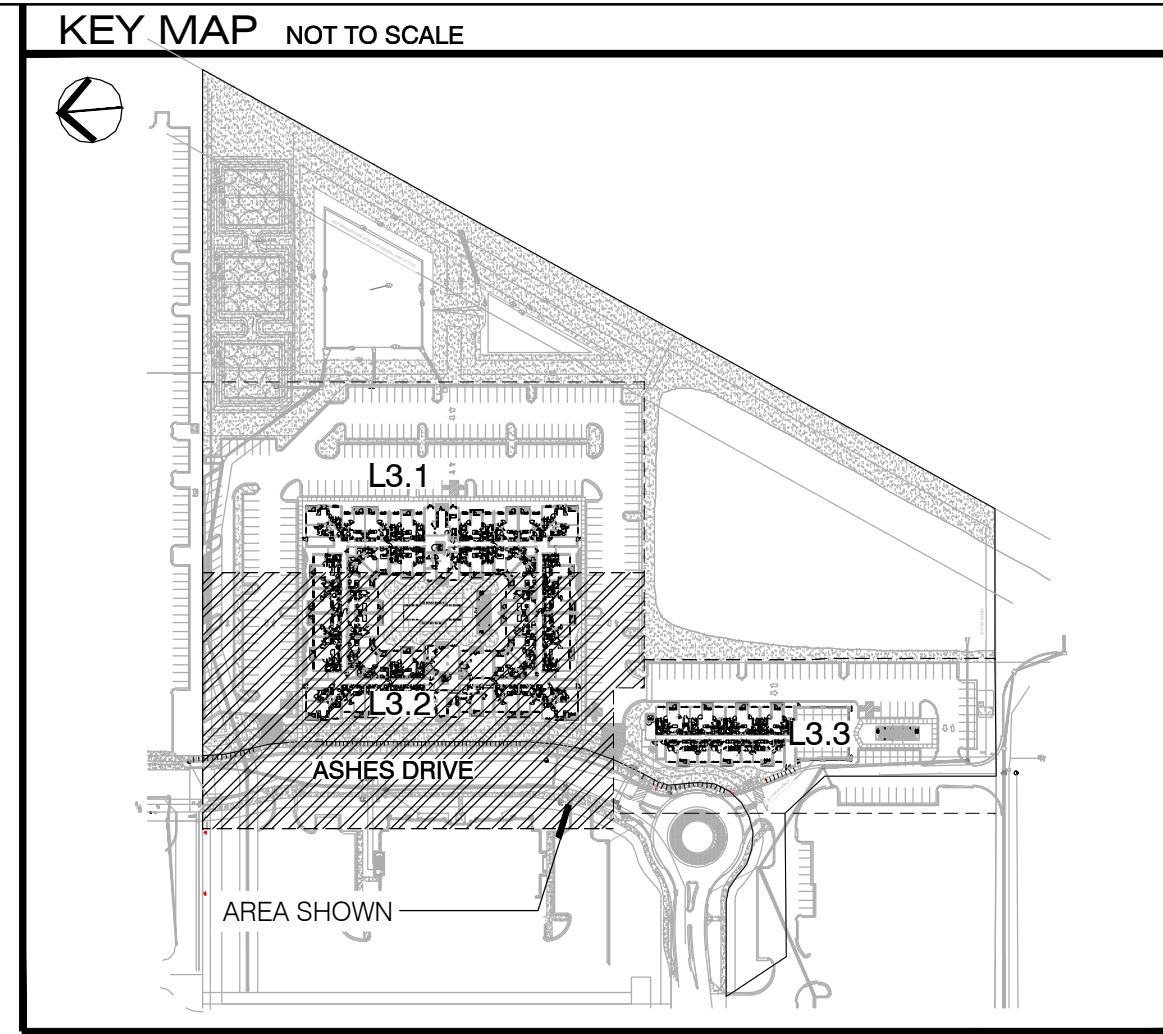 KEY MAP NOT TO SCALE
L3.1
L3.2
L3.3
ASHES DRIVE
AREA SHOWN